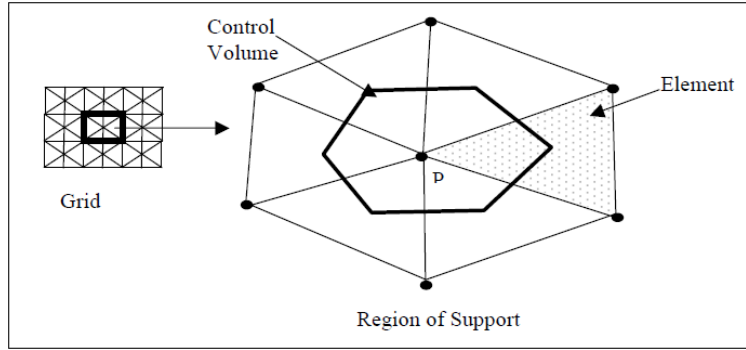 Control
Volume
Element
P
Grid
Region of Support